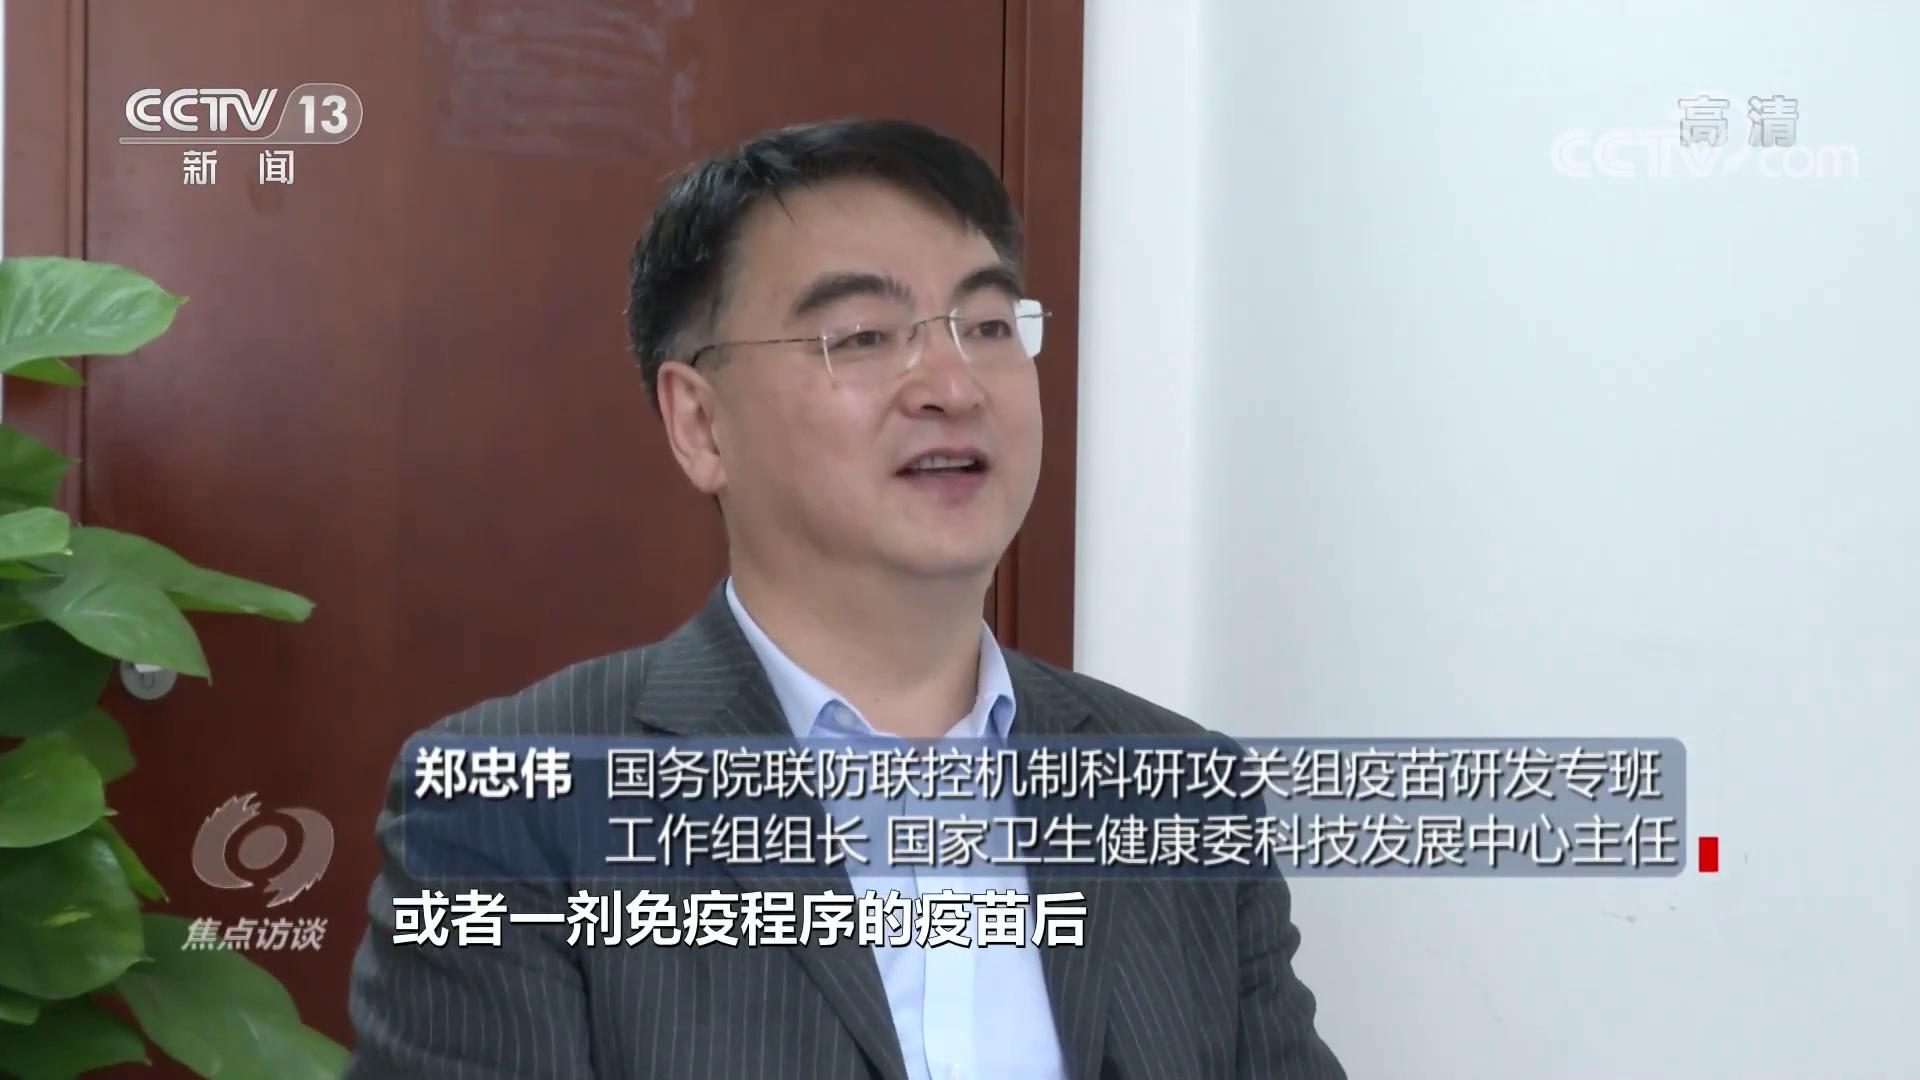 CCTV 13
新闻
高清
CCTV.com
郑忠伟 国务院联防联控机制科研攻关组疫苗研发专班
工作组组长 国家卫生健康委科技发展中心主任
或者一剂免疫程序的疫苗后
焦点访谈